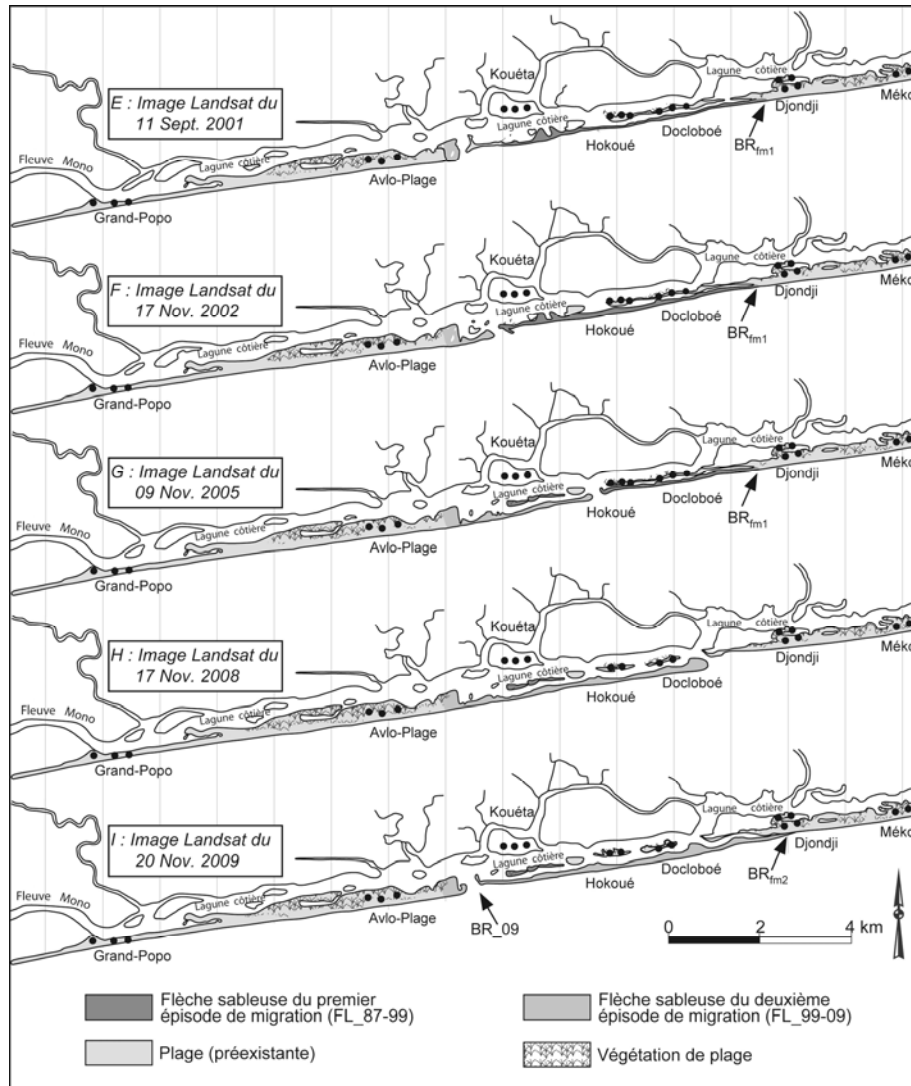 Kouéta
Lagune côtière
Méko
E : Image Landsat du
11 Sept. 2001
Lagune côtière
Djondji
Docloboé
Hokoué
BRfm1
Fleuve Mono
Lagune côtière
Avlo-Plage
Grand-Popo
Kouéta
Lagune côtière
Méko
F : Image Landsat du
17 Nov. 2002
Lagune côtière
Djondji
Docloboé
Hokoué
BRfm1
Fleuve Mono
Lagune côtière
Avlo-Plage
Grand-Popo
Kouéta
Lagune côtière
Méko
G : Image Landsat du
09 Nov. 2005
Lagune côtière
Djondji
Docloboé
Hokoué
BRfm1
Fleuve Mono
Lagune côtière
Avlo-Plage
Grand-Popo
Kouéta
Lagune côtière
Méko
H : Image Landsat du
17 Nov. 2008
Lagune côtière
Djondji
Docloboé
Hokoué
Fleuve Mono
Lagune côtière
Avlo-Plage
Grand-Popo
Kouéta
Lagune côtière
Méko
I : Image Landsat du
20 Nov. 2009
Lagune côtière
Djondji
Docloboé
Hokoué
BRfm2
Fleuve Mono
Lagune côtière
Avlo-Plage
BR_09
Grand-Popo
0 2 4 km
Flèche sableuse du premier
épisode de migration (FL_87-99)
Flèche sableuse du deuxième
épisode de migration (FL_99-09)
Plage (préexistante)
Végétation de plage